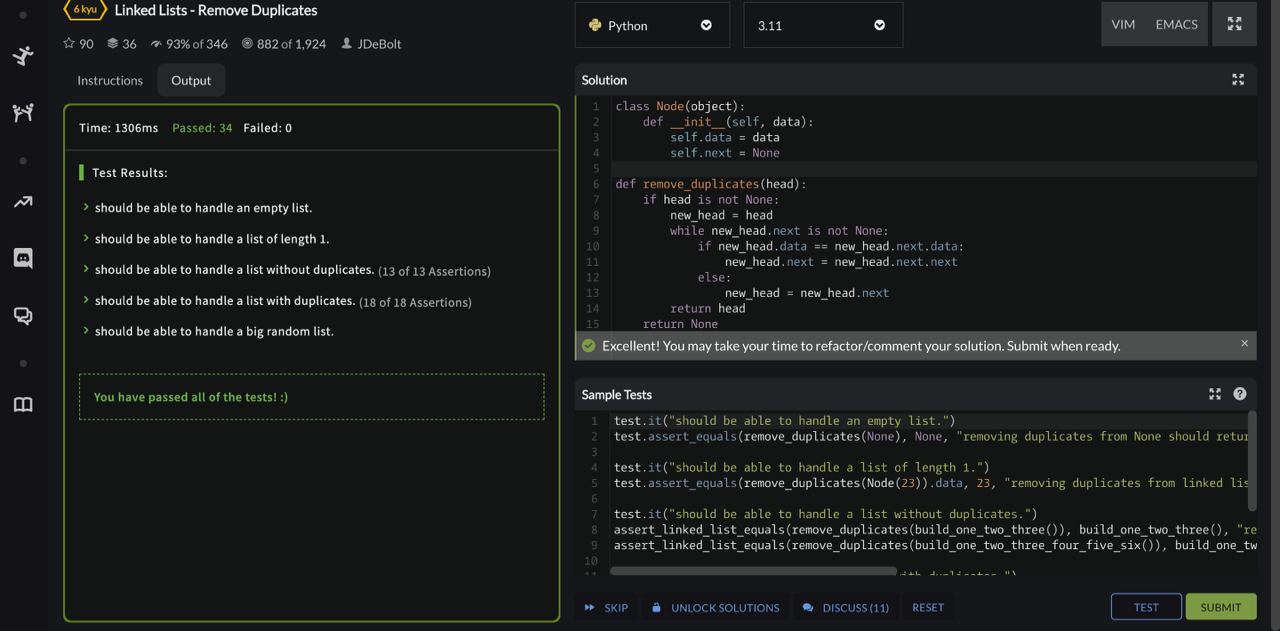 6 kyu
Linked Lists - Remove Duplicates
90 36 93% of 346 882 of 1,924 JDeBolt
Instructions Output
Time: 1306ms Passed: 34 Failed: 0
Test Results:
should be able to handle an empty list.
should be able to handle a list of length 1.
should be able to handle a list without duplicates. (13 of 13 Assertions)
should be able to handle a list with duplicates. (18 of 18 Assertions)
should be able to handle a big random list.
You have passed all of the tests! :)
Python 3.11 VIM EMACS
Solution
1 class Node(object):
2     def __init__(self, data):
3         self.data = data
4         self.next = None
5
6 def remove_duplicates(head):
7     if head is not None:
8         new_head = head
9         while new_head.next is not None:
10             if new_head.data == new_head.next.data:
11                 new_head.next = new_head.next.next
12             else:
13                 new_head = new_head.next
14         return head
15     return None
Excellent! You may take your time to refactor/comment your solution. Submit when ready. ×
Sample Tests
1 test.it("should be able to handle an empty list.")
2 test.assert_equals(remove_duplicates(None), None, "removing duplicates from None should retur
3
4 test.it("should be able to handle a list of length 1.")
5 test.assert_equals(remove_duplicates(Node(23)).data, 23, "removing duplicates from linked lis
6
7 test.it("should be able to handle a list without duplicates.")
8 assert_linked_list_equals(remove_duplicates(build_one_two_three()), build_one_two_three(), "re
9 assert_linked_list_equals(remove_duplicates(build_one_two_three_four_five_six()), build_one_tw
10
11 with duplicates.")
SKIP UNLOCK SOLUTIONS DISCUSS (11) RESET TEST SUBMIT